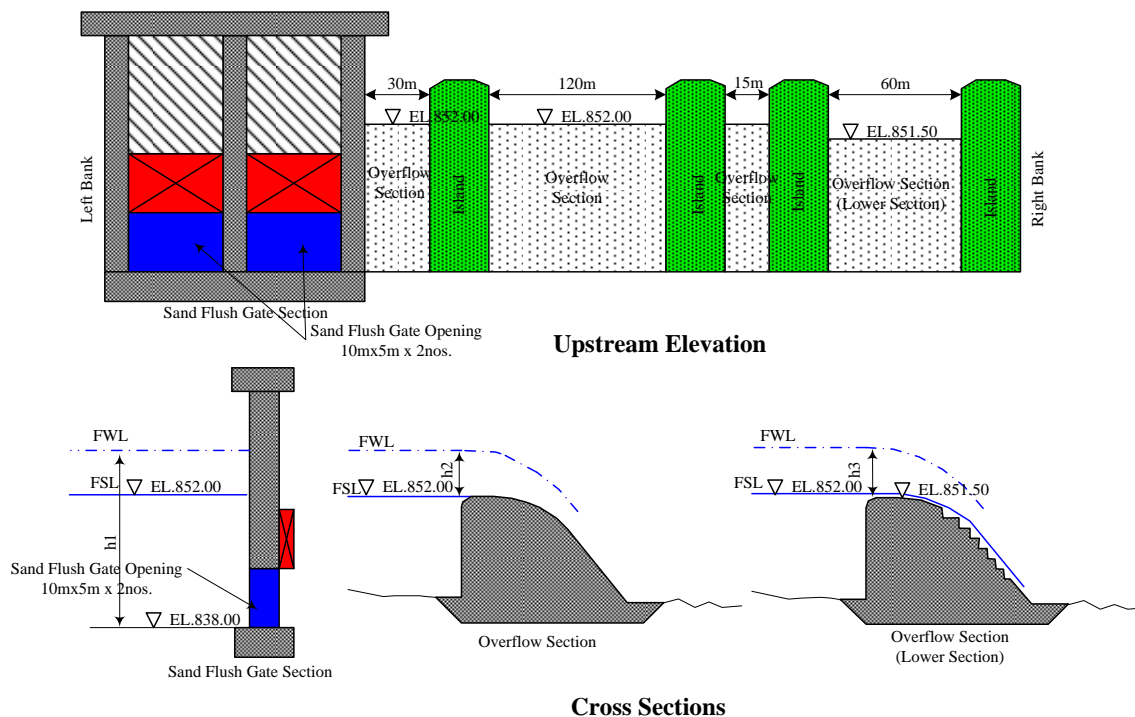 30m
120m
15m
60m
EL.852.00
EL.852.00
EL.851.50
Left Bank
Overflow
Section
Island
Overflow
Section
Island
Overflow
Section
Island
Overflow Section
(Lower Section)
Island
Right Bank
Sand Flush Gate Section
Sand Flush Gate Opening
10mx5m x 2nos.
Upstream Elevation
FWL
FSL
EL.852.00
h1
Sand Flush Gate Opening
10mx5m x 2nos.
EL.838.00
Sand Flush Gate Section
FWL
h2
FSL
EL.852.00
Overflow Section
FWL
h3
FSL
EL.852.00
EL.851.50
Overflow Section
(Lower Section)
Cross Sections